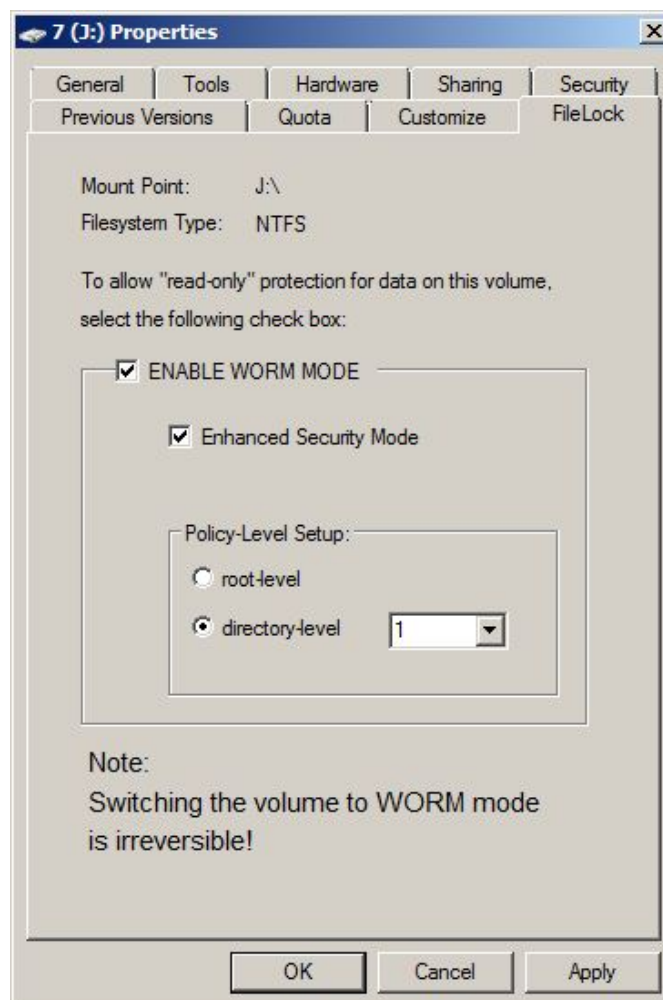 7 (J:) Properties
General Tools Hardware Sharing Security
Previous Versions Quota Customize FileLock
Mount Point: J:\
Filesystem Type: NTFS
To allow "read-only" protection for data on this volume,
select the following check box:
ENABLE WORM MODE
Enhanced Security Mode
Policy-Level Setup:
root-level
directory-level 1
Note:
Switching the volume to WORM mode
is irreversible!
OK Cancel Apply